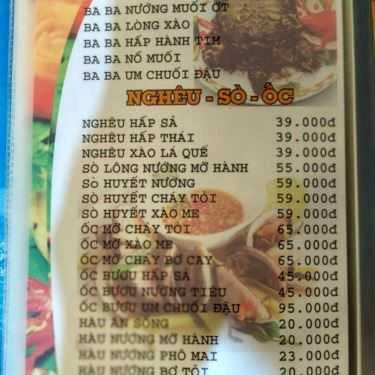 BA BA NƯỚNG MUỐI ỚT
BA BA LÒNG XÀO
BA BA HẤP HÀNH TIM
BA BA NỔ MUỐI
BA BA UM CHUỐI ĐẬU
NGHÊU - SÒ - ỐC
NGHÊU HẤP SẢ 39.000đ
NGHÊU HẤP THÁI 39.000đ
NGHÊU XÀO LÁ QUẾ 39.000đ
SÒ LÔNG NƯỚNG MỠ HÀNH 55.000đ
SÒ HUYẾT NƯỚNG 59.000đ
SÒ HUYẾT CHÁY TỎI 59.000đ
SÒ HUYẾT XÀO ME 59.000đ
ỐC MỠ CHÁY TỎI 65.000đ
ỐC MỠ XÀO ME 65.000đ
ỐC MỠ CHÁY BƠ CAY 65.000đ
ỐC BƯƠU HẤP SẢ 45.000đ
ỐC BƯƠU NƯỚNG TIÊU 45.000đ
ỐC BƯƠU UM CHUỐI ĐẬU 95.000đ
HÀU ĂN SỐNG 20.000đ
HÀU NƯỚNG MỠ HÀNH 20.000đ
HÀU NƯỚNG PHÔ MAI 23.000đ
HÀU NƯỚNG BƠ TỎI 20.000đ